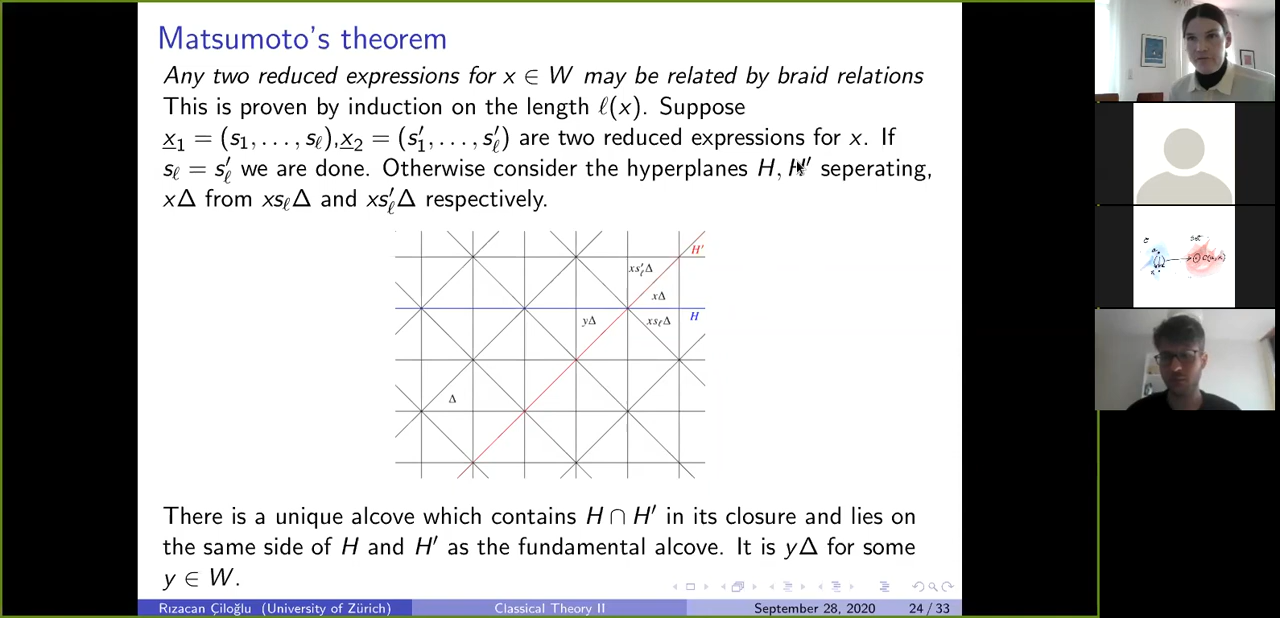 Matsumoto's theorem
Any two reduced expressions for x ∈ W may be related by braid relations
This is proven by induction on the length ℓ(x). Suppose
x̲₁ = (s₁, . . . , sℓ),x̲₂ = (s′₁, . . . , s′ℓ) are two reduced expressions for x. If
sℓ = s′ℓ we are done. Otherwise consider the hyperplanes H, H′ seperating,
xΔ from xsℓΔ and xs′ℓΔ respectively.
H′
xs′ℓΔ
xΔ
H
yΔ
xsℓΔ
Δ
There is a unique alcove which contains H ∩ H′ in its closure and lies on
the same side of H and H′ as the fundamental alcove. It is yΔ for some
y ∈ W.
Rızacan Çiloğlu (University of Zürich) Classical Theory II September 28, 2020 24 / 33